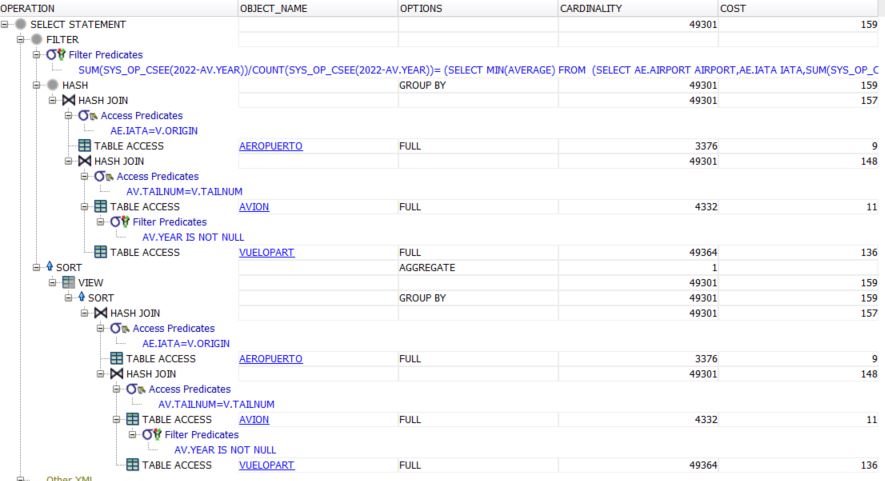 OPERATION OBJECT_NAME OPTIONS CARDINALITY COST
SELECT STATEMENT 49301 159
FILTER
Filter Predicates
SUM(SYS_OP_CSEE(2022-AV.YEAR))/COUNT(SYS_OP_CSEE(2022-AV.YEAR))= (SELECT MIN(AVERAGE) FROM (SELECT AE.AIRPORT AIRPORT,AE.IATA IATA,SUM(SYS_OP_C
HASH GROUP BY 49301 159
HASH JOIN 49301 157
Access Predicates
AE.IATA=V.ORIGIN
TABLE ACCESS AEROPUERTO FULL 3376 9
HASH JOIN 49301 148
Access Predicates
AV.TAILNUM=V.TAILNUM
TABLE ACCESS AVION FULL 4332 11
Filter Predicates
AV.YEAR IS NOT NULL
TABLE ACCESS VUELOPART FULL 49364 136
SORT AGGREGATE 1
VIEW 49301 159
SORT GROUP BY 49301 159
HASH JOIN 49301 157
Access Predicates
AE.IATA=V.ORIGIN
TABLE ACCESS AEROPUERTO FULL 3376 9
HASH JOIN 49301 148
Access Predicates
AV.TAILNUM=V.TAILNUM
TABLE ACCESS AVION FULL 4332 11
Filter Predicates
AV.YEAR IS NOT NULL
TABLE ACCESS VUELOPART FULL 49364 136
Other XML